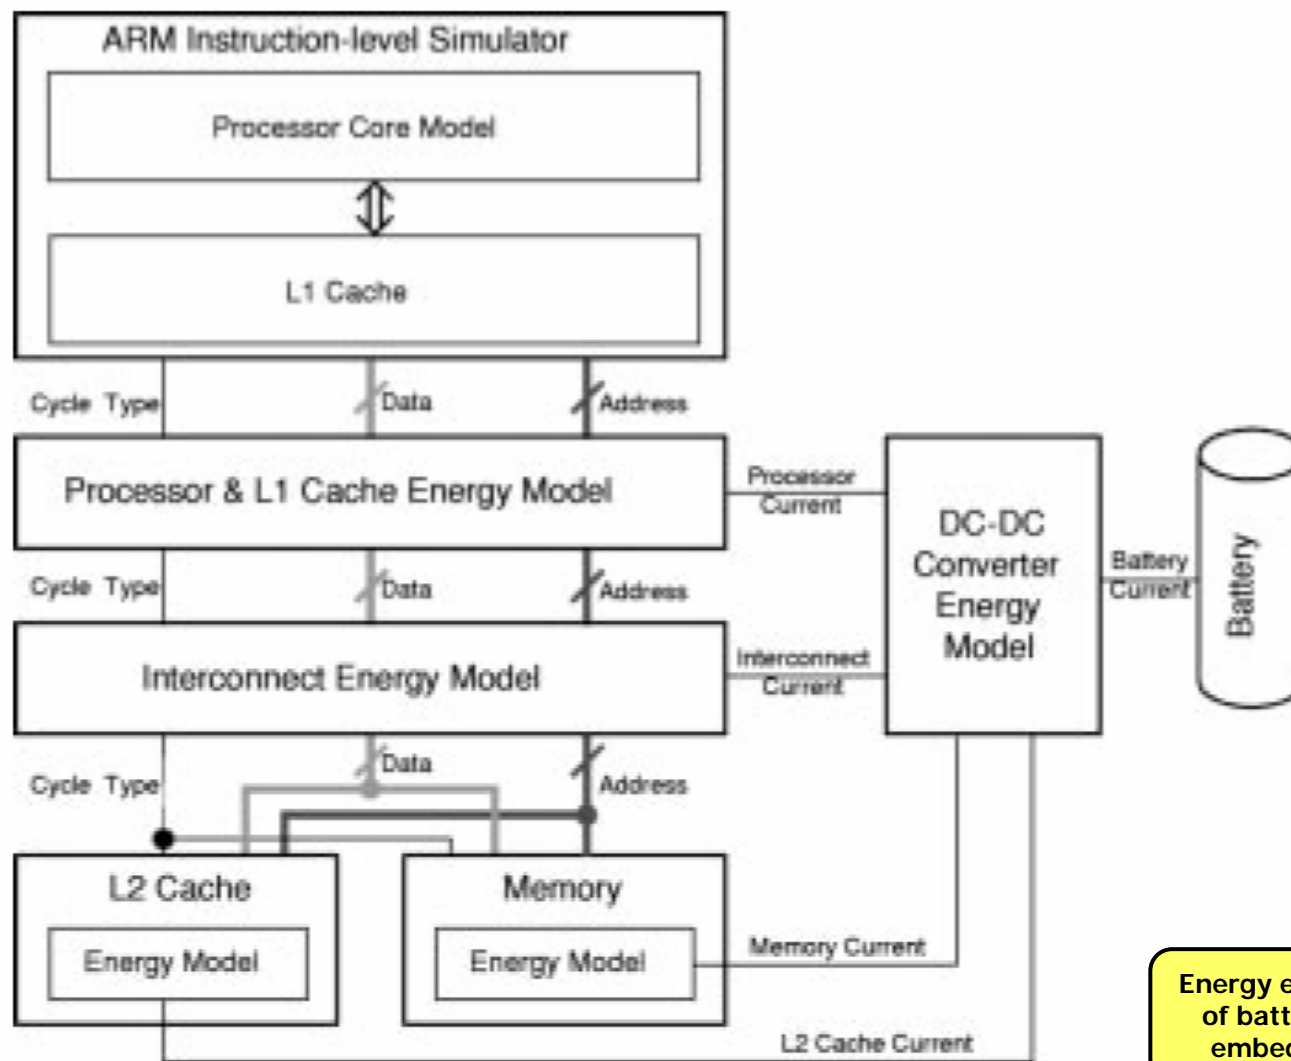 ARM Instruction-level Simulator
Processor Core Model
L1 Cache
Cycle Type
Data
Address
Processor & L1 Cache Energy Model
Processor
Current
DC-DC
Converter
Energy
Model
Battery
Current
Battery
Cycle Type
Data
Address
Interconnect Energy Model
Interconnect
Current
Cycle Type
Data
Address
L2 Cache
Energy Model
Memory
Energy Model
Memory Current
L2 Cache Current
Energy
of